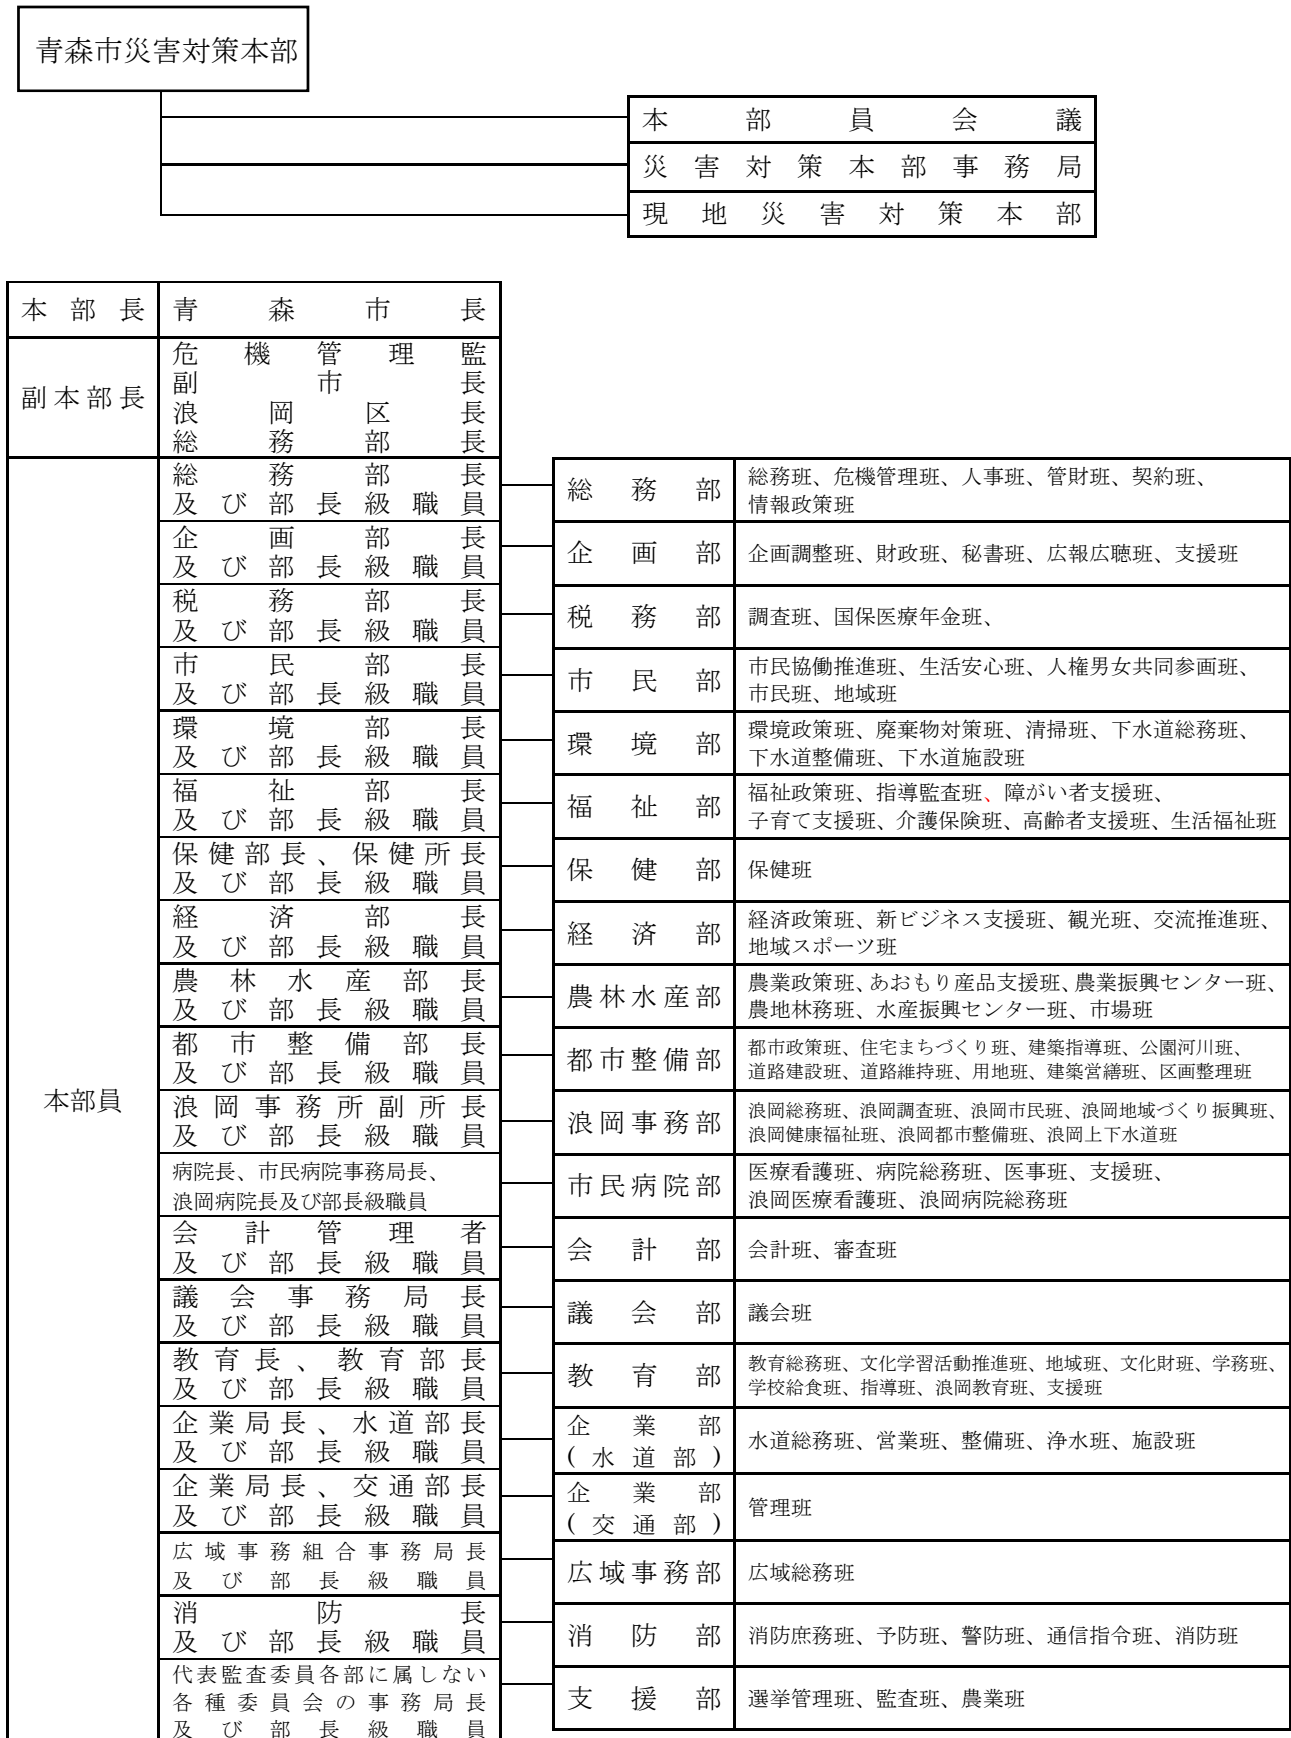 青森市災害対策本部
本部員会議
災害対策本部事務局
現地災害対策本部
本部長
青森市長
副本部長
危機管理監
副市長
浪岡区長
総務部長
本部員
総務部長
及び部長級職員
総務部
総務班、危機管理班、人事班、管財班、契約班、
情報政策班
企画部長
及び部長級職員
企画部
企画調整班、財政班、秘書班、広報広聴班、支援班
税務部長
及び部長級職員
税務部
調査班、国保医療年金班、
市民部長
及び部長級職員
市民部
市民協働推進班、生活安心班、人権男女共同参画班、
市民班、地域班
環境部長
及び部長級職員
環境部
環境政策班、廃棄物対策班、清掃班、下水道総務班、
下水道整備班、下水道施設班
福祉部長
及び部長級職員
福祉部
福祉政策班、指導監査班、障がい者支援班、
子育て支援班、介護保険班、高齢者支援班、生活福祉班
保健部長、保健所長
及び部長級職員
保健部
保健班
経済部長
及び部長級職員
経済部
経済政策班、新ビジネス支援班、観光班、交流推進班、
地域スポーツ班
農林水産部長
及び部長級職員
農林水産部
農業政策班、あおもり産品支援班、農業振興センター班、
農地林務班、水産振興センター班、市場班
都市整備部長
及び部長級職員
都市整備部
都市政策班、住宅まちづくり班、建築指導班、公園河川班、
道路建設班、道路維持班、用地班、建築営繕班、区画整理班
浪岡事務所副所長
及び部長級職員
浪岡事務部
浪岡総務班、浪岡調査班、浪岡市民班、浪岡地域づくり振興班、
浪岡健康福祉班、浪岡都市整備班、浪岡上下水道班
病院長、市民病院事務局長、
浪岡病院長及び部長級職員
市民病院部
医療看護班、病院総務班、医事班、支援班、
浪岡医療看護班、浪岡病院総務班
会計管理者
及び部長級職員
会計部
会計班、審査班
議会事務局長
及び部長級職員
議会部
議会班
教育長、教育部長
及び部長級職員
教育部
教育総務班、文化学習活動推進班、地域班、文化財班、学務班、
学校給食班、指導班、浪岡教育班、支援班
企業局長、水道部長
及び部長級職員
企業部
(水道部)
水道総務班、営業班、整備班、浄水班、施設班
企業局長、交通部長
及び部長級職員
企業部
(交通部)
管理班
広域事務組合事務局長
及び部長級職員
広域事務部
広域総務班
消防長
及び部長級職員
消防部
消防庶務班、予防班、警防班、通信指令班、消防班
代表監査委員各部に属しない
各種委員会の事務局長
及び部長級職員
支援部
選挙管理班、監査班、農業班